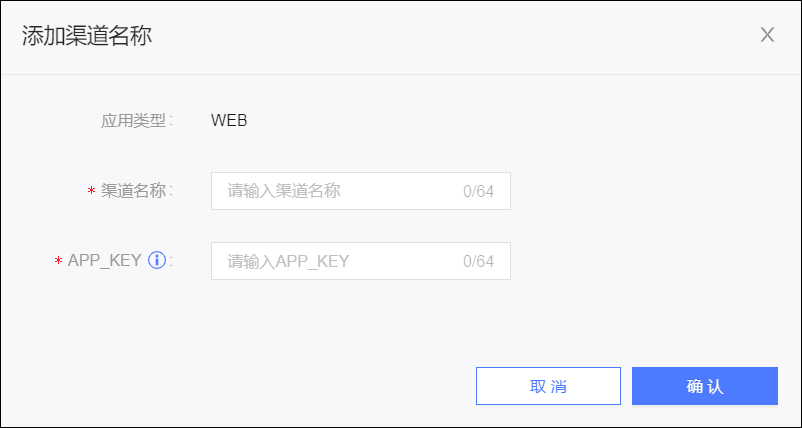 添加渠道名称
应用类型: WEB
* 渠道名称: 请输入渠道名称 0/64
* APP_KEY : 请输入APP_KEY 0/64
取 消 确 认